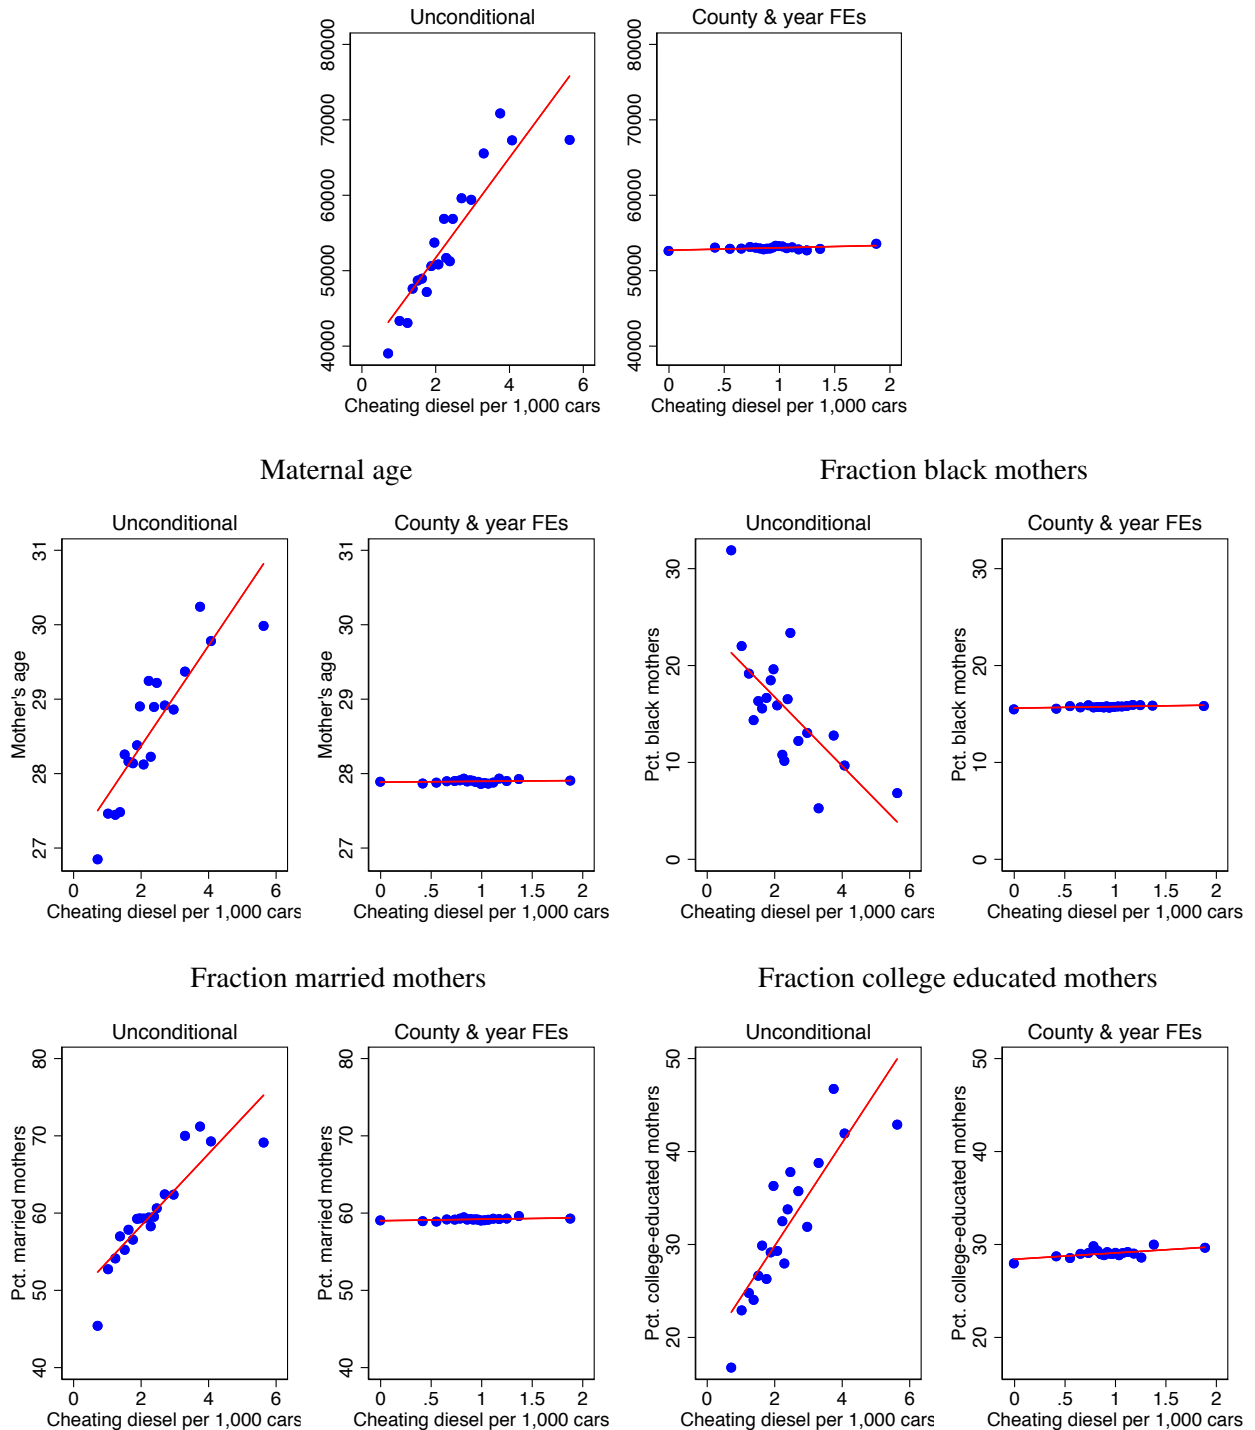 Unconditional
County & year FEs
80000
70000
60000
50000
40000
0 2 4 6
Cheating diesel per 1,000 cars
80000
70000
60000
50000
40000
0 .5 1 1.5 2
Cheating diesel per 1,000 cars
Maternal age
Fraction black mothers
Unconditional
County & year FEs
Unconditional
County & year FEs
Mother's age
31
30
29
28
27
0 2 4 6
Cheating diesel per 1,000 cars
Mother's age
31
30
29
28
27
0 .5 1 1.5 2
Cheating diesel per 1,000 cars
Pct. black mothers
30
20
10
0
0 2 4 6
Cheating diesel per 1,000 cars
Pct. black mothers
30
20
10
0
0 .5 1 1.5 2
Cheating diesel per 1,000 cars
Fraction married mothers
Fraction college educated mothers
Unconditional
County & year FEs
Unconditional
County & year FEs
Pct. married mothers
80
70
60
50
40
0 2 4 6
Cheating diesel per 1,000 cars
Pct. married mothers
80
70
60
50
40
0 .5 1 1.5 2
Cheating diesel per 1,000 cars
Pct. college-educated mothers
50
40
30
20
0 2 4 6
Cheating diesel per 1,000 cars
Pct. college-educated mothers
50
40
30
20
0 .5 1 1.5 2
Cheating diesel per 1,000 cars